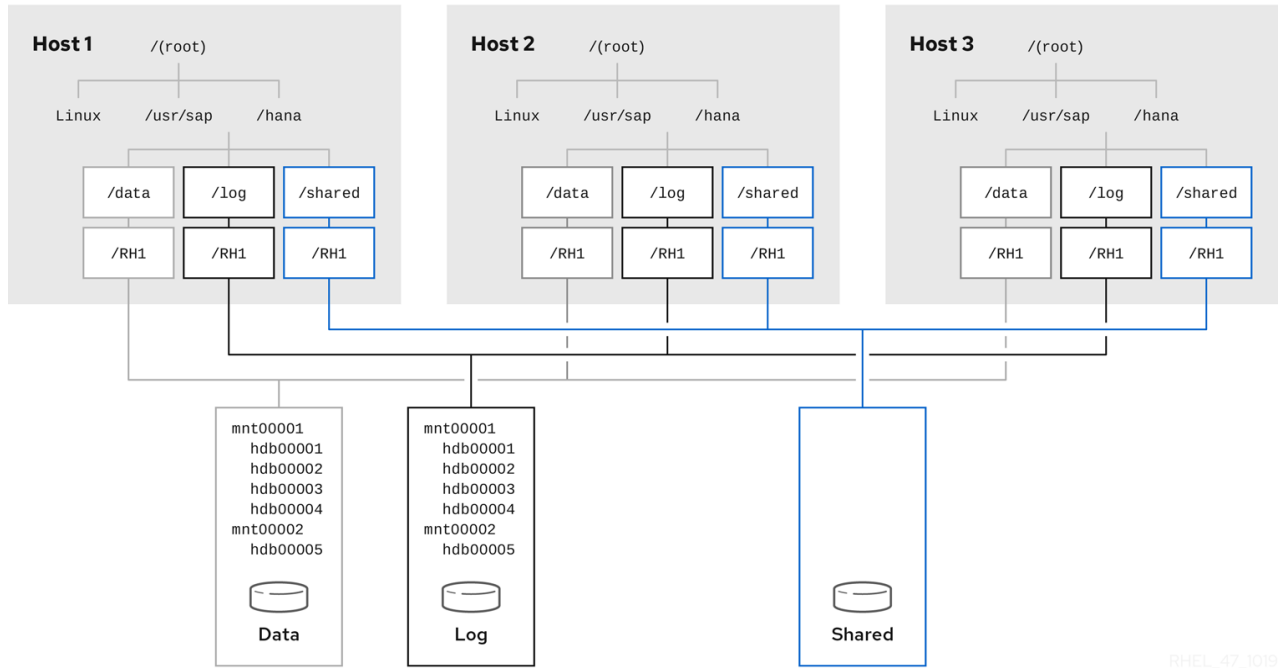 Host 1 /(root)
Linux /usr/sap /hana
/data /log /shared
/RH1 /RH1 /RH1
Host 2 /(root)
Linux /usr/sap /hana
/data /log /shared
/RH1 /RH1 /RH1
Host 3 /(root)
Linux /usr/sap /hana
/data /log /shared
/RH1 /RH1 /RH1
mnt00001
hdb00001
hdb00002
hdb00003
hdb00004
mnt00002
hdb00005
Data
mnt00001
hdb00001
hdb00002
hdb00003
hdb00004
mnt00002
hdb00005
Log
Shared
RHEL_47_1019